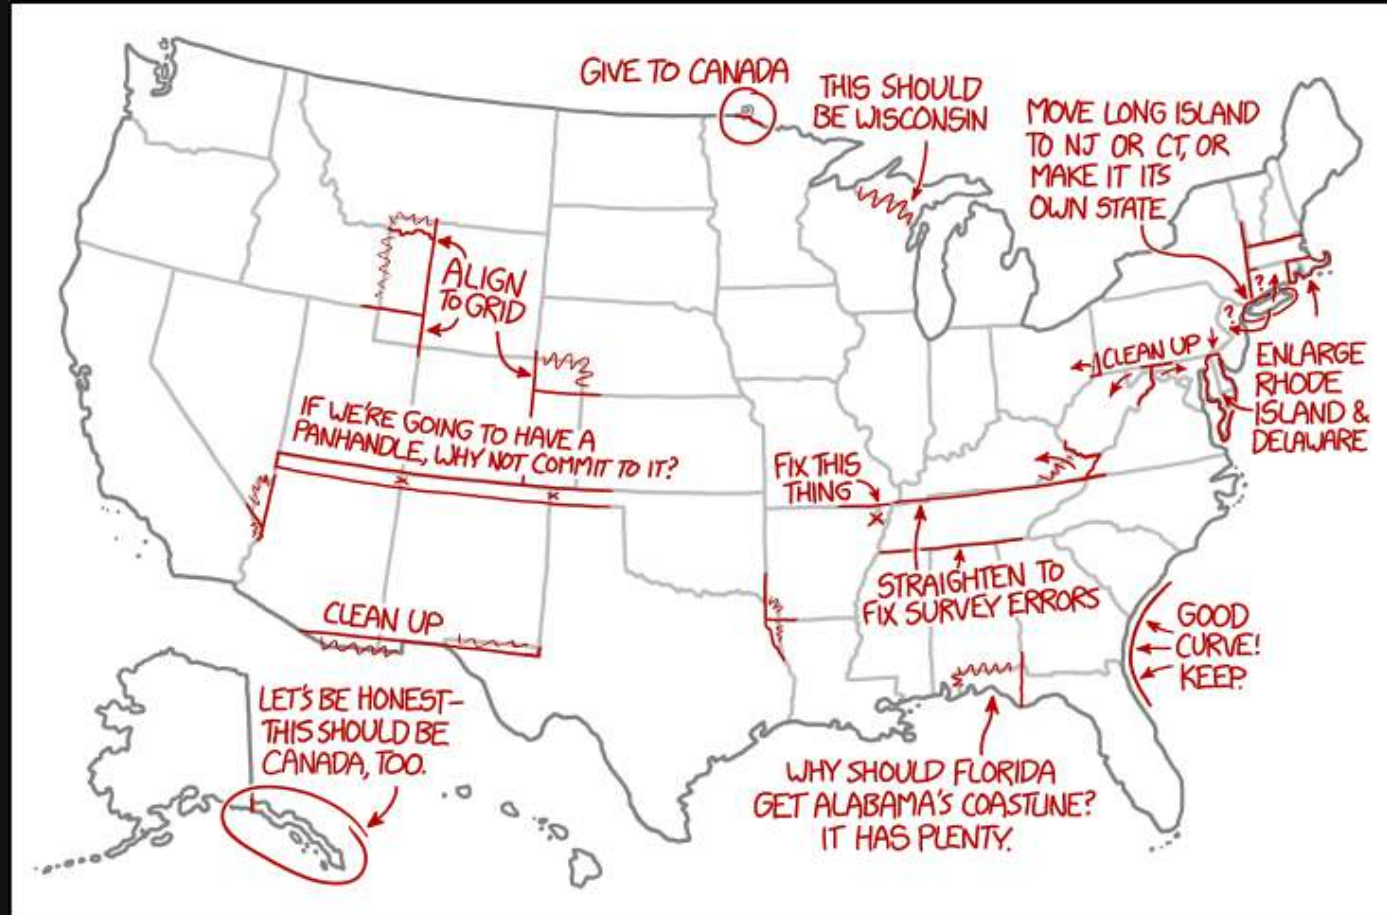 GIVE TO CANADA
THIS SHOULD
BE WISCONSIN
MOVE LONG ISLAND
TO NJ OR CT, OR
MAKE IT ITS
OWN STATE
ALIGN
TO GRID
?
?
CLEAN UP
ENLARGE
RHODE
ISLAND &
DELAWARE
IF WE'RE GOING TO HAVE A
PANHANDLE, WHY NOT COMMIT TO IT?
x
x
FIX THIS
THING
x
STRAIGHTEN TO
FIX SURVEY ERRORS
GOOD
CURVE!
KEEP.
CLEAN UP
LET'S BE HONEST—
THIS SHOULD BE
CANADA, TOO.
WHY SHOULD FLORIDA
GET ALABAMA'S COASTLINE?
IT HAS PLENTY.